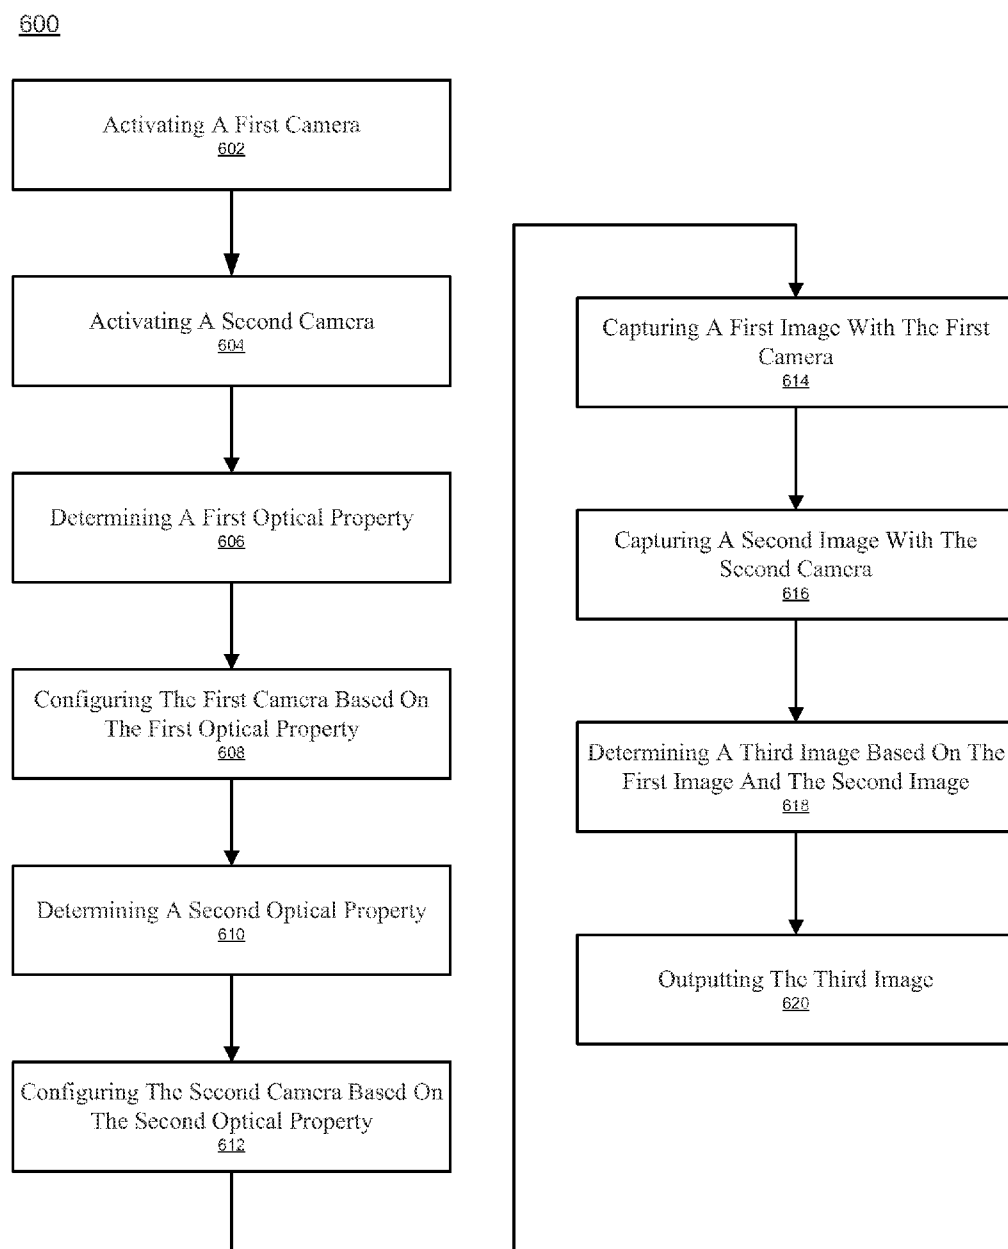 600
Activating A First Camera
602
Activating A Second Camera
604
Determining A First Optical Property
606
Configuring The First Camera Based On
The First Optical Property
608
Determining A Second Optical Property
610
Configuring The Second Camera Based On
The Second Optical Property
612
Capturing A First Image With The First
Camera
614
Capturing A Second Image With The
Second Camera
616
Determining A Third Image Based On The
First Image And The Second Image
618
Outputting The Third Image
620